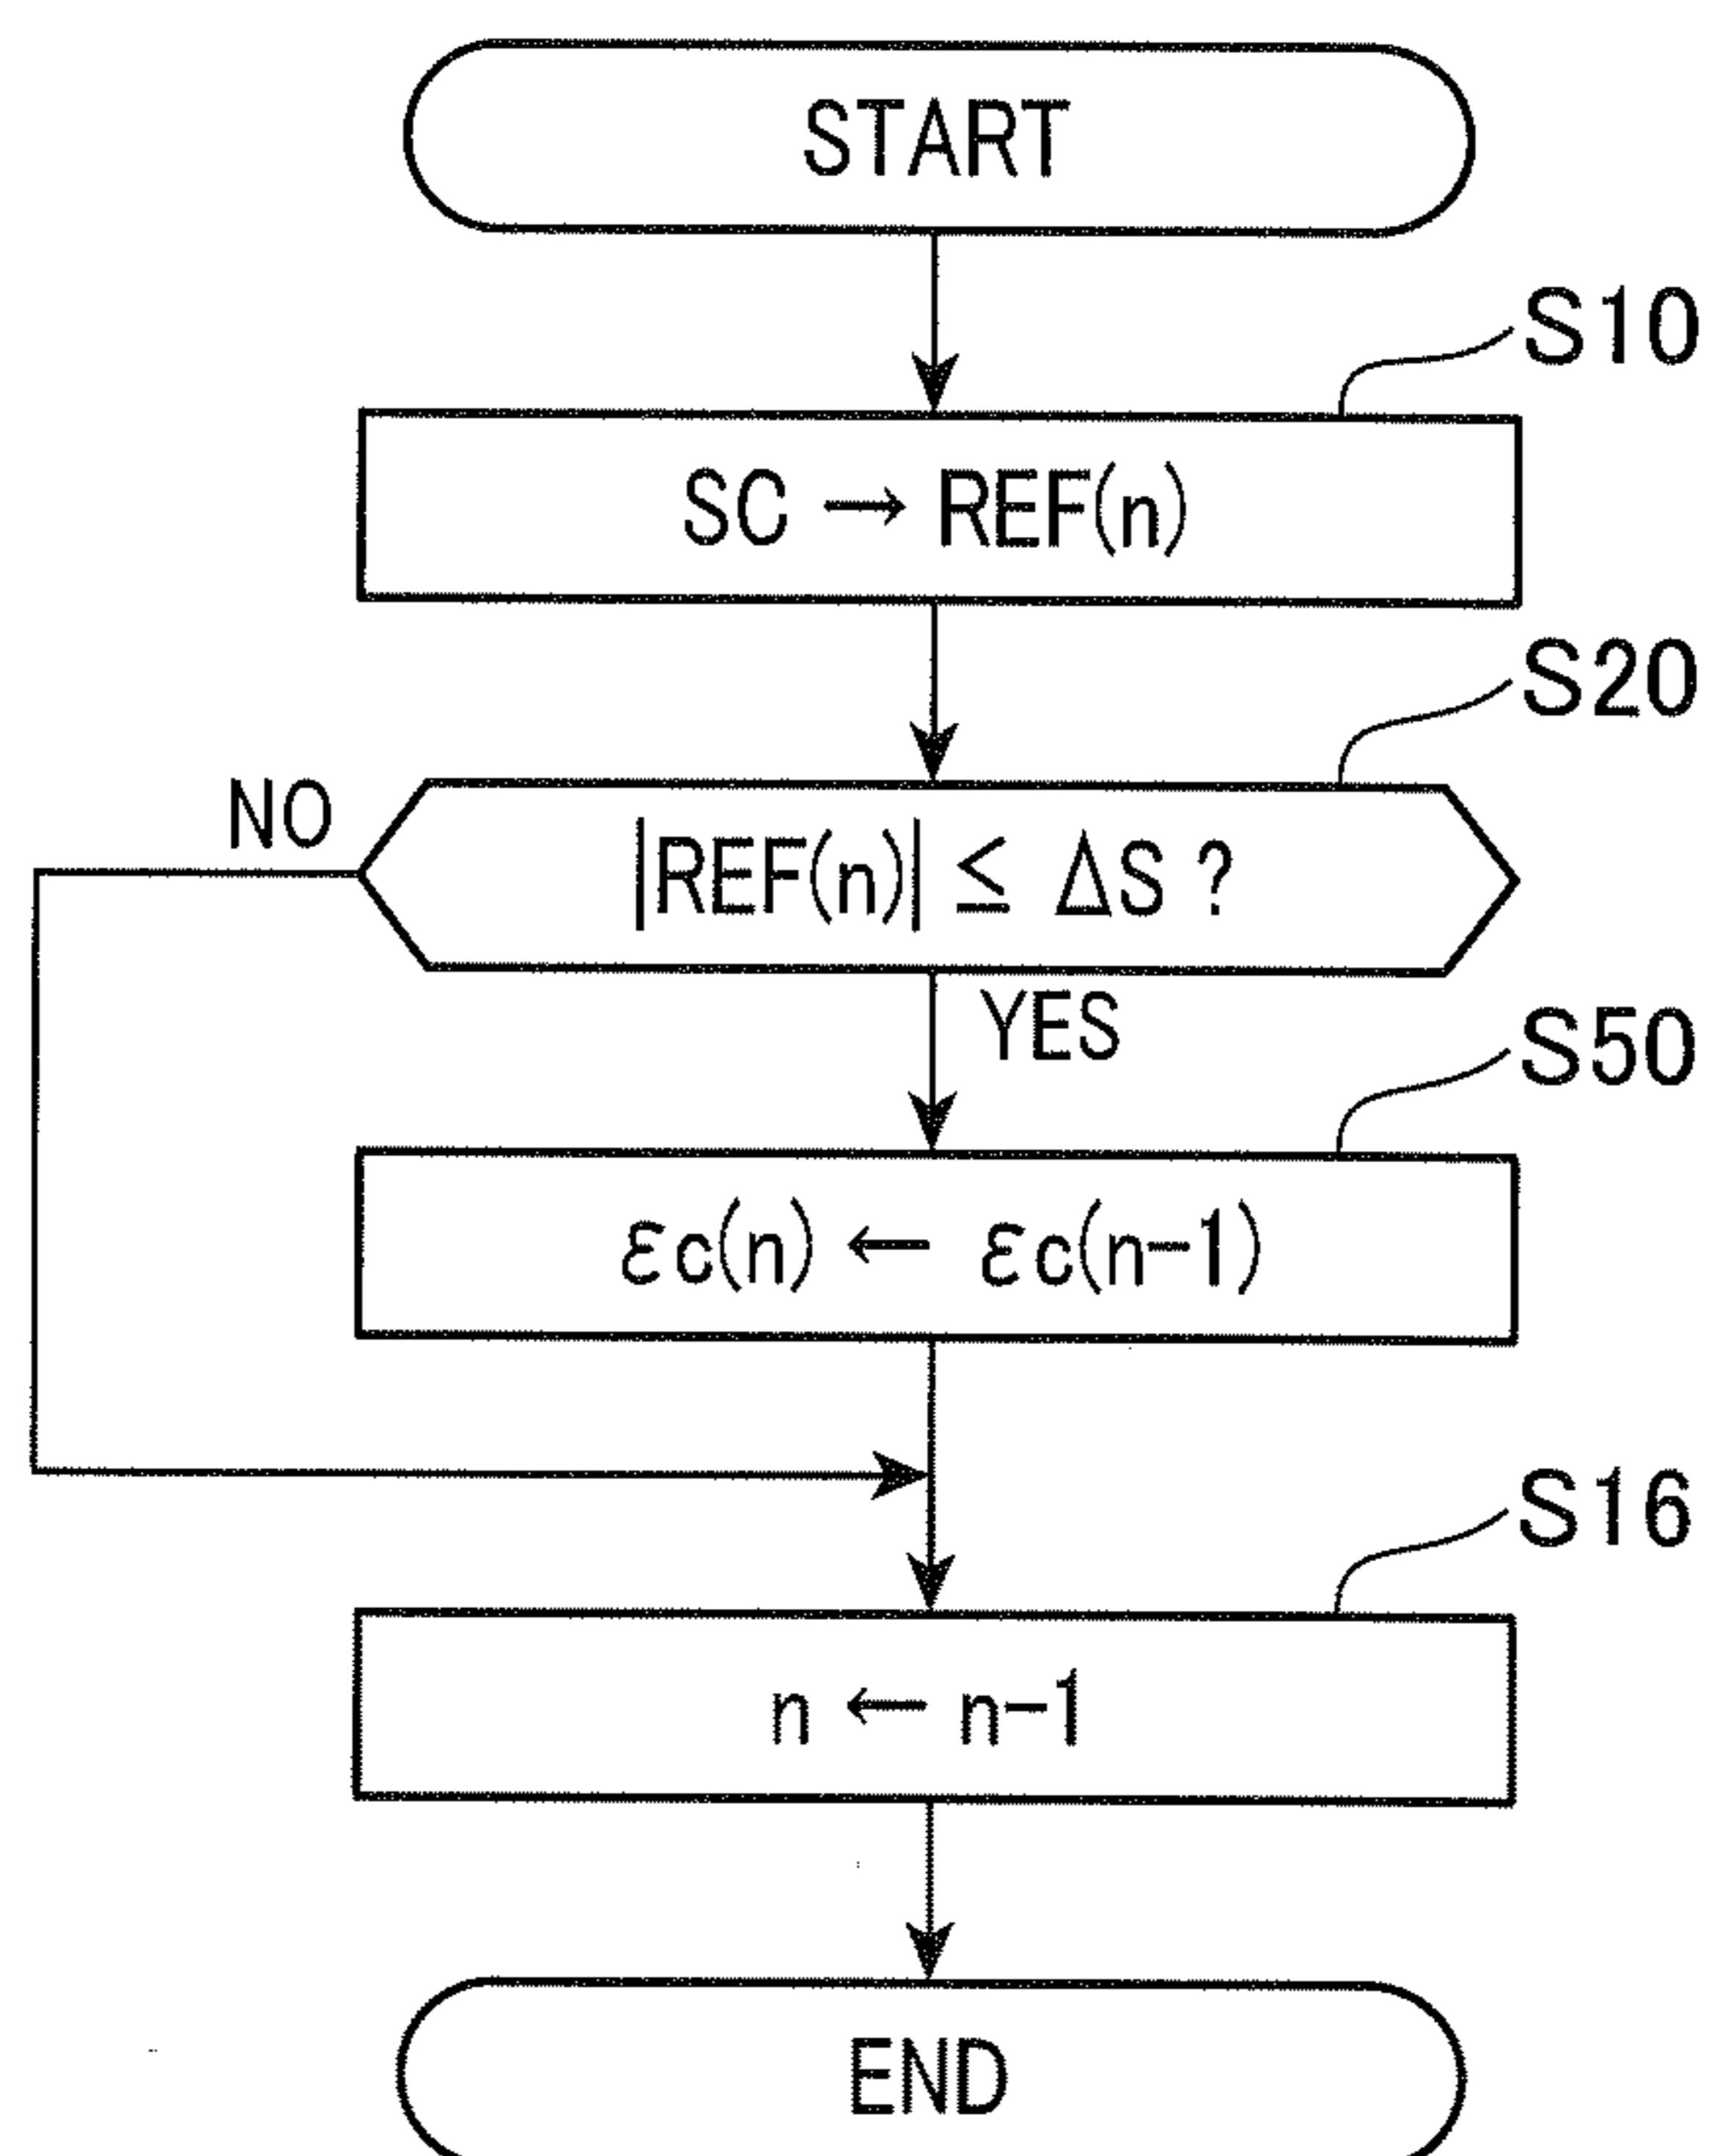 START
S10
SC → REF(n)
S20
NO
|REF(n)| ≤ ΔS ?
YES
S50
εc(n) ← εc(n-1)
S16
n ← n-1
END